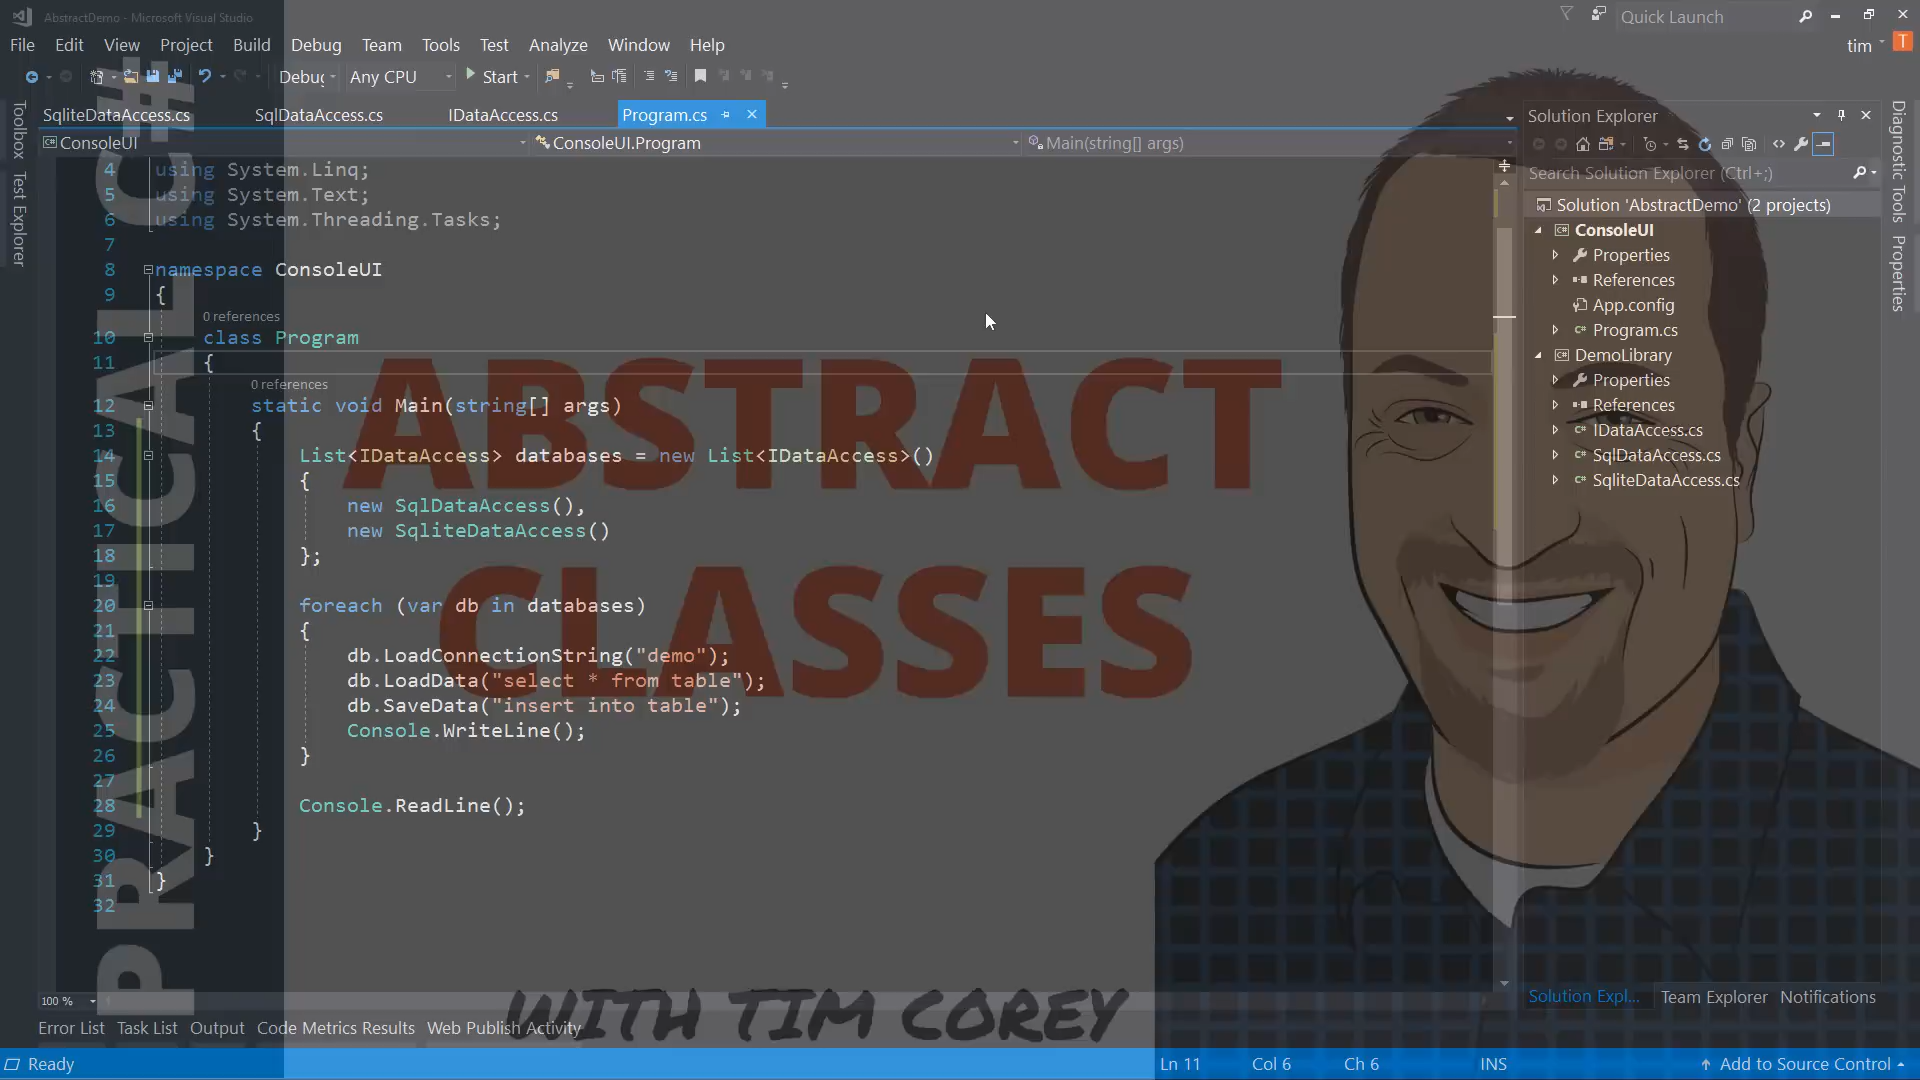 AbstractDemo - Microsoft Visual Studio
Quick Launch
File Edit View Project Build Debug Team Tools Test Analyze Window Help
tim T
Debug Any CPU Start
SqliteDataAccess.cs SqlDataAccess.cs IDataAccess.cs Program.cs
ConsoleUI ConsoleUI.Program Main(string[] args)
Toolbox
Test Explorer
4 using System.Linq;
5 using System.Text;
6 using System.Threading.Tasks;
7
8 namespace ConsoleUI
9 {
0 references
10 class Program
11 {
0 references
12 static void Main(string[] args)
13 {
14 List<IDataAccess> databases = new List<IDataAccess>()
15 {
16 new SqlDataAccess(),
17 new SqliteDataAccess()
18 };
19
20 foreach (var db in databases)
21 {
22 db.LoadConnectionString("demo");
23 db.LoadData("select * from table");
24 db.SaveData("insert into table");
25 Console.WriteLine();
26 }
27
28 Console.ReadLine();
29 }
30 }
31 }
32
PRACTICAL C#
ABSTRACT
CLASSES
WITH TIM COREY
Solution Explorer
Search Solution Explorer (Ctrl+;)
Solution 'AbstractDemo' (2 projects)
ConsoleUI
Properties
References
App.config
Program.cs
DemoLibrary
Properties
References
IDataAccess.cs
SqlDataAccess.cs
SqliteDataAccess.cs
Diagnostic Tools
Properties
100 %
Solution Expl... Team Explorer Notifications
Error List Task List Output Code Metrics Results Web Publish Activity
Ready Ln 11 Col 6 Ch 6 INS Add to Source Control